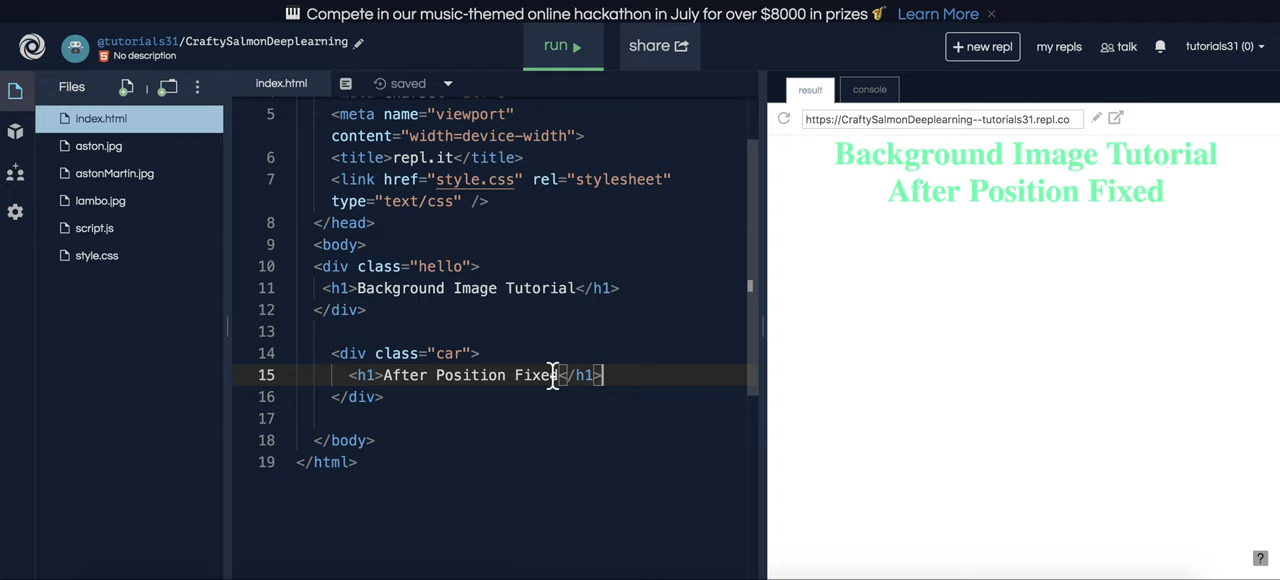 Compete in our music-themed online hackathon in July for over $8000 in prizes Learn More ×
@tutorials31/CraftySalmonDeeplearning
No description
run
share
+ new repl
my repls
talk
tutorials31 (0)
Files
index.html
aston.jpg
astonMartin.jpg
lambo.jpg
script.js
style.css
index.html
saved
5 <meta name="viewport"
content="width=device-width">
6 <title>repl.it</title>
7 <link href="style.css" rel="stylesheet"
type="text/css" />
8 </head>
9 <body>
10 <div class="hello">
11 <h1>Background Image Tutorial</h1>
12 </div>
13
14 <div class="car">
15 <h1>After Position Fixed</h1>
16 </div>
17
18 </body>
19 </html>
result
console
https://CraftySalmonDeeplearning--tutorials31.repl.co
Background Image Tutorial
After Position Fixed
?